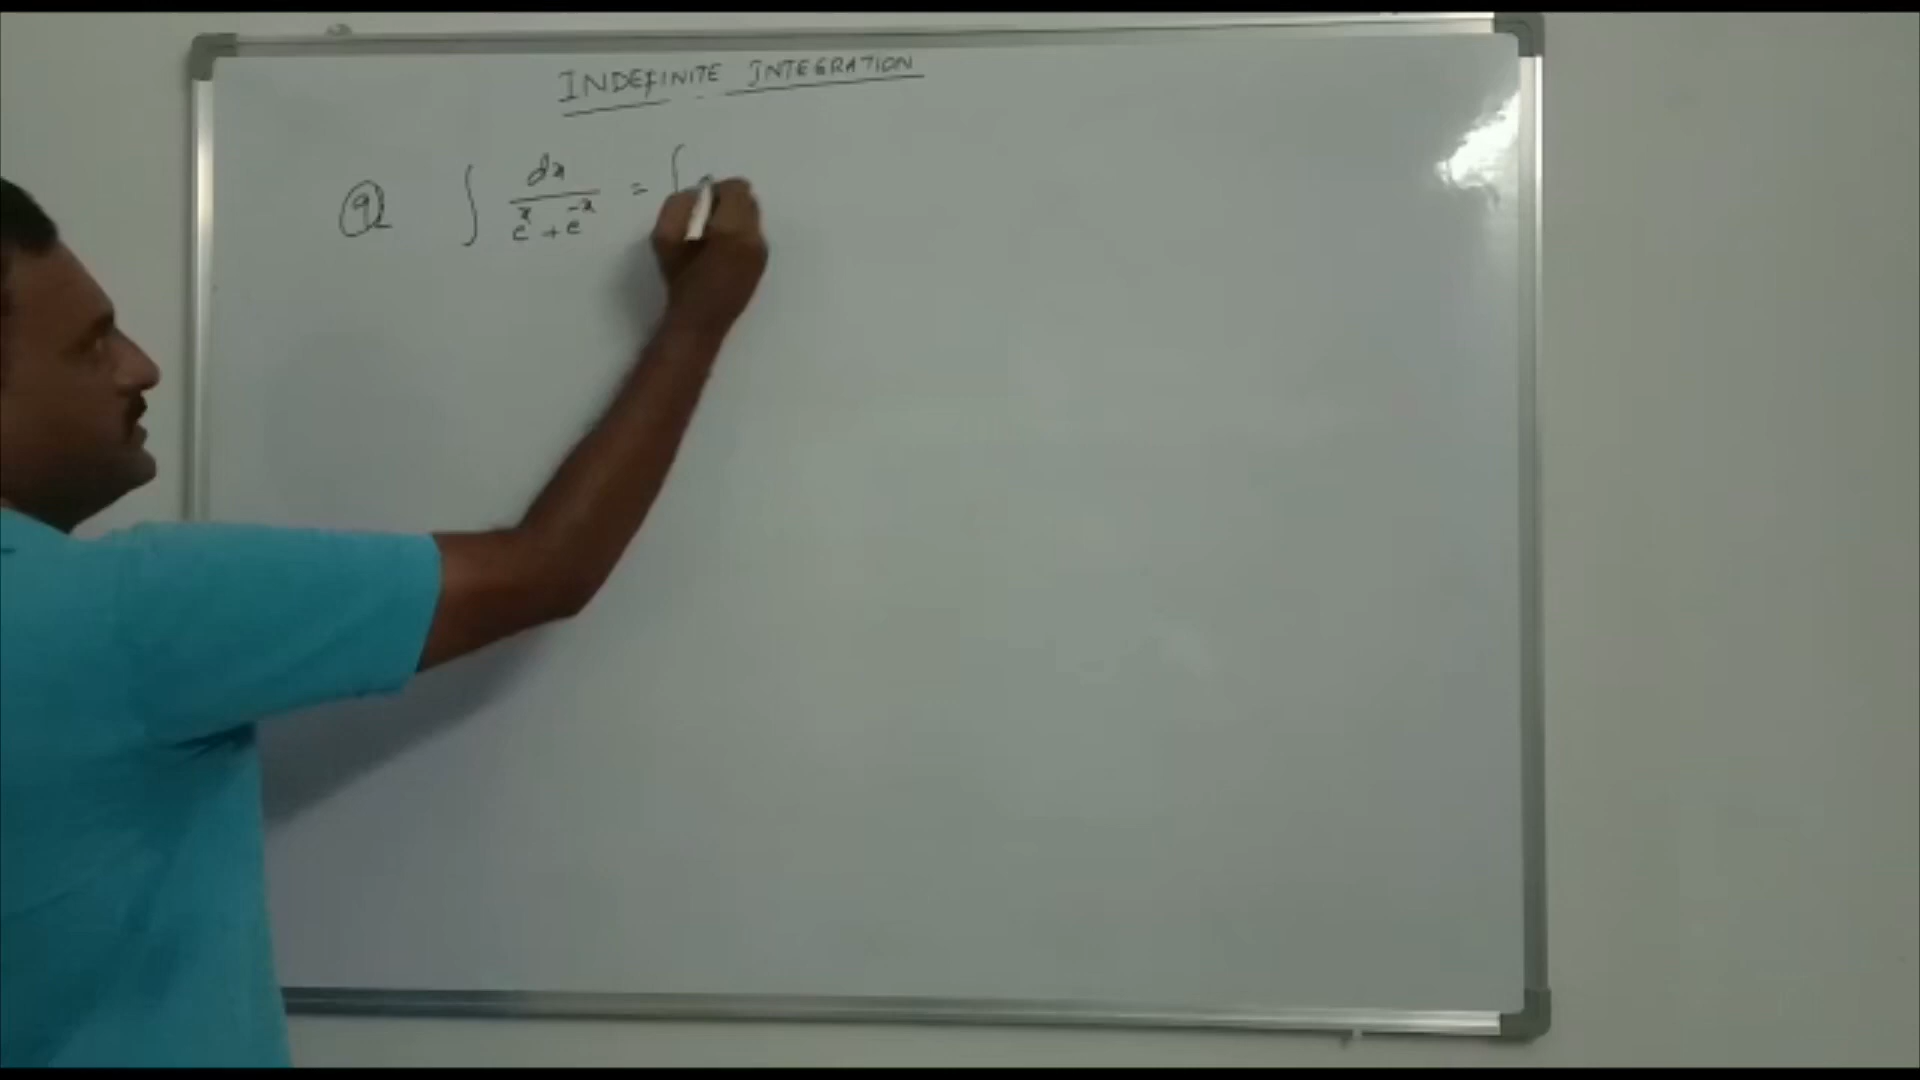 INDEFINITE INTEGRATION
Q ∫ dx / (e^x + e^-x) = ∫